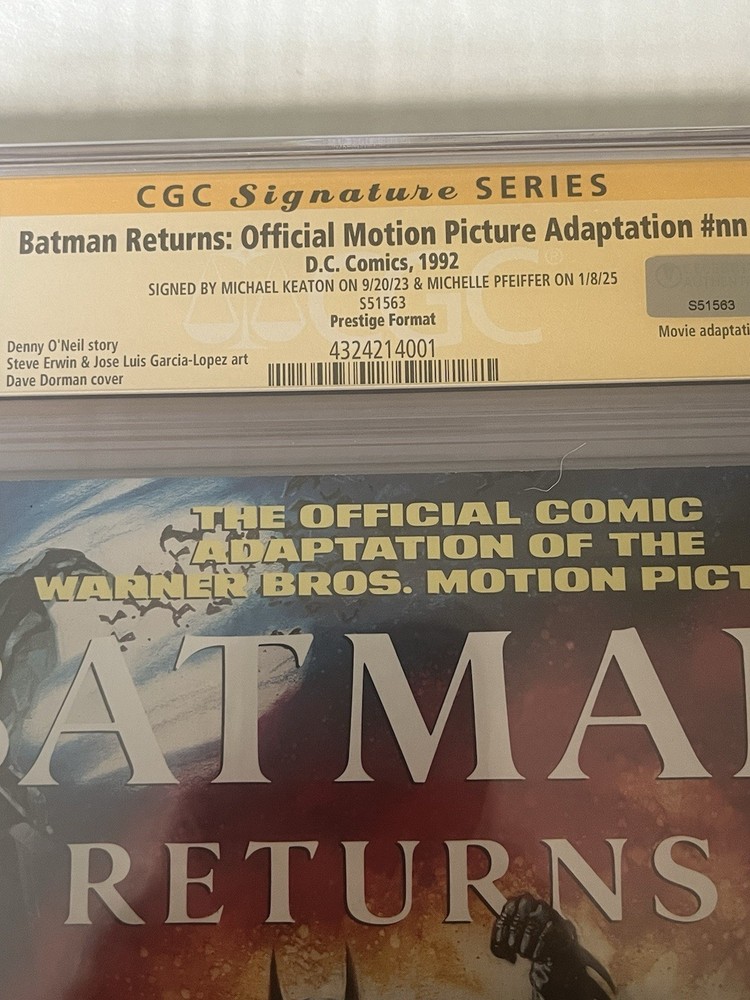 CGC Signature SERIES
Batman Returns: Official Motion Picture Adaptation #nn
D.C. Comics, 1992
SIGNED BY MICHAEL KEATON ON 9/20/23 & MICHELLE PFEIFFER ON 1/8/25
S51563
Prestige Format
4324214001
Denny O'Neil story
Steve Erwin & Jose Luis Garcia-Lopez art
Dave Dorman cover
CGC®
S51563
Movie adaptati
THE OFFICIAL COMIC
ADAPTATION OF THE
WARNER BROS. MOTION PICT
BATMAN
RETURNS